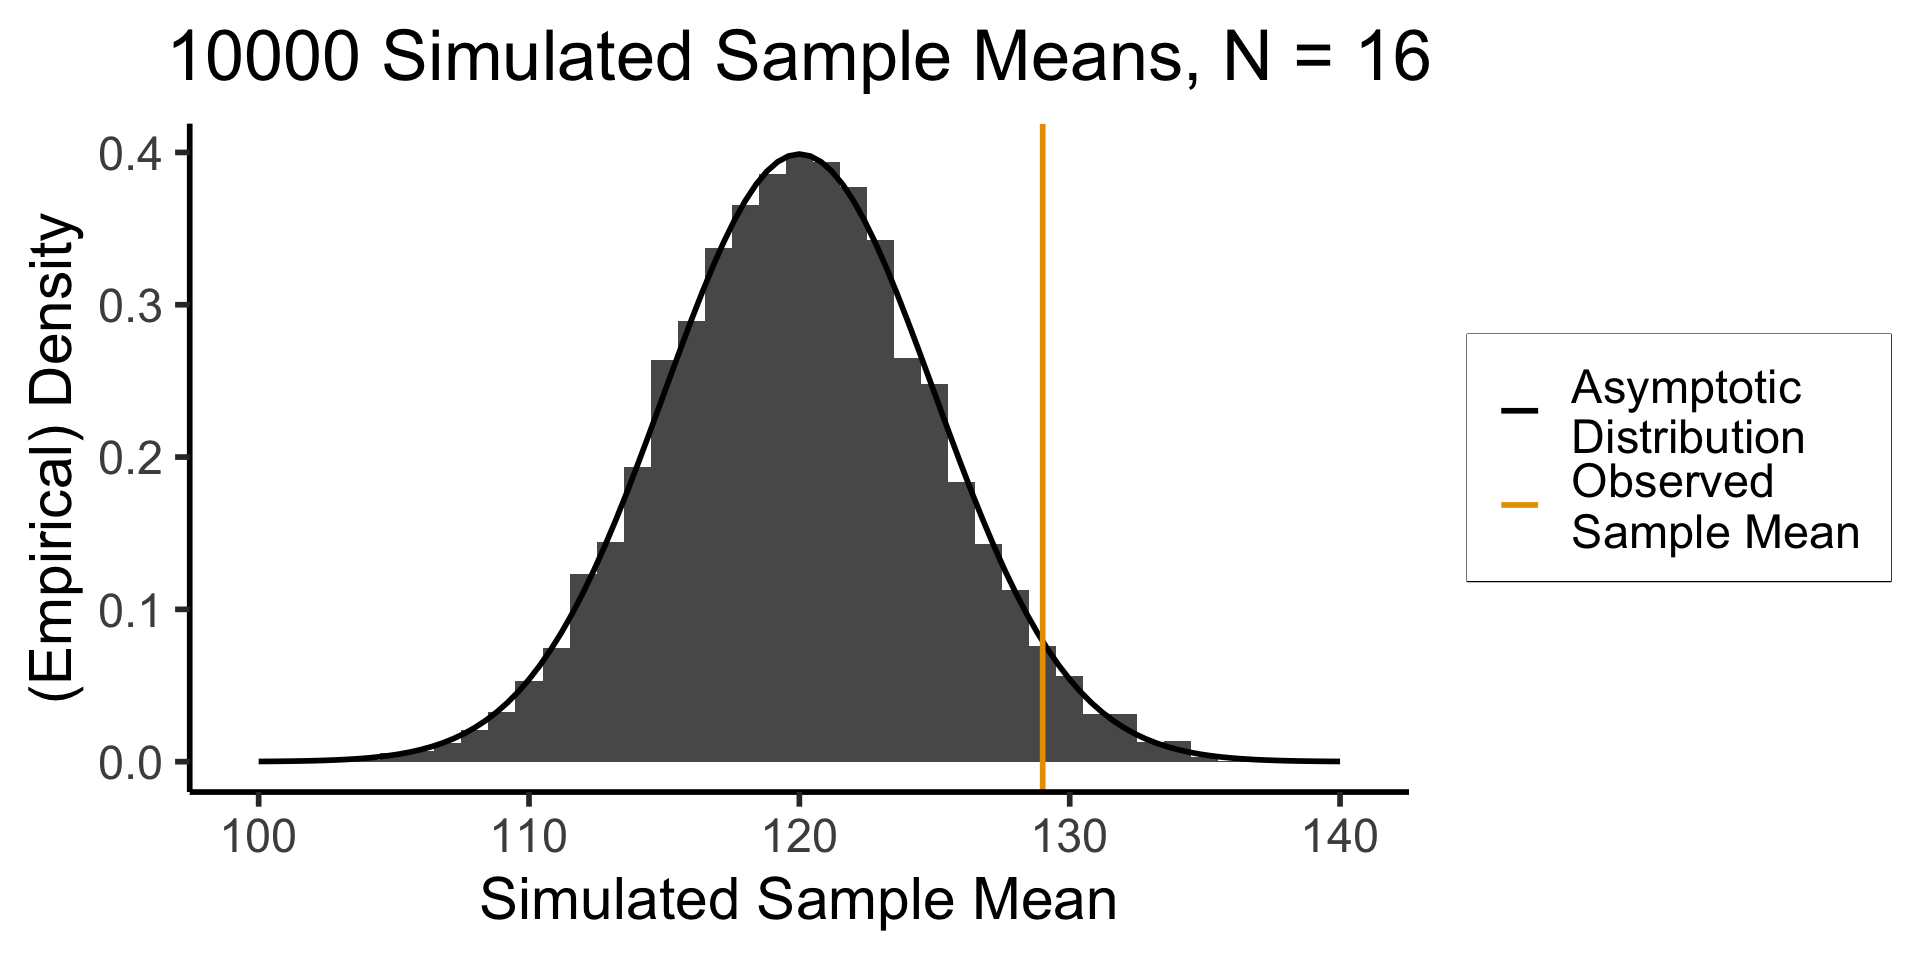 10000 Simulated Sample Means, N = 16
(Empirical) Density
0.4
0.3
0.2
0.1
0.0
100 110 120 130 140
Simulated Sample Mean
Asymptotic
Distribution
Observed
Sample Mean